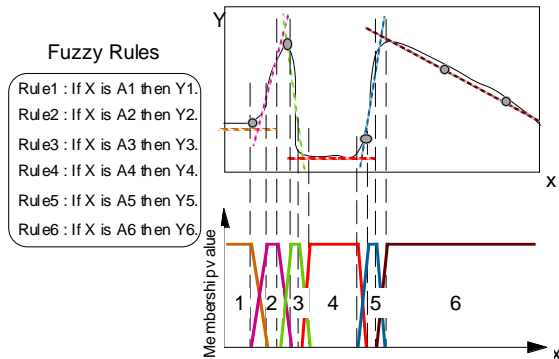 Fuzzy Rules
Rule1 : If X is A1 then Y1.
Rule2 : If X is A2 then Y2.
Rule3 : If X is A3 then Y3.
Rule4 : If X is A4 then Y4.
Rule5 : If X is A5 then Y5.
Rule6 : If X is A6 then Y6.
Y
x
Membership value
1 2 3 4 5 6
x